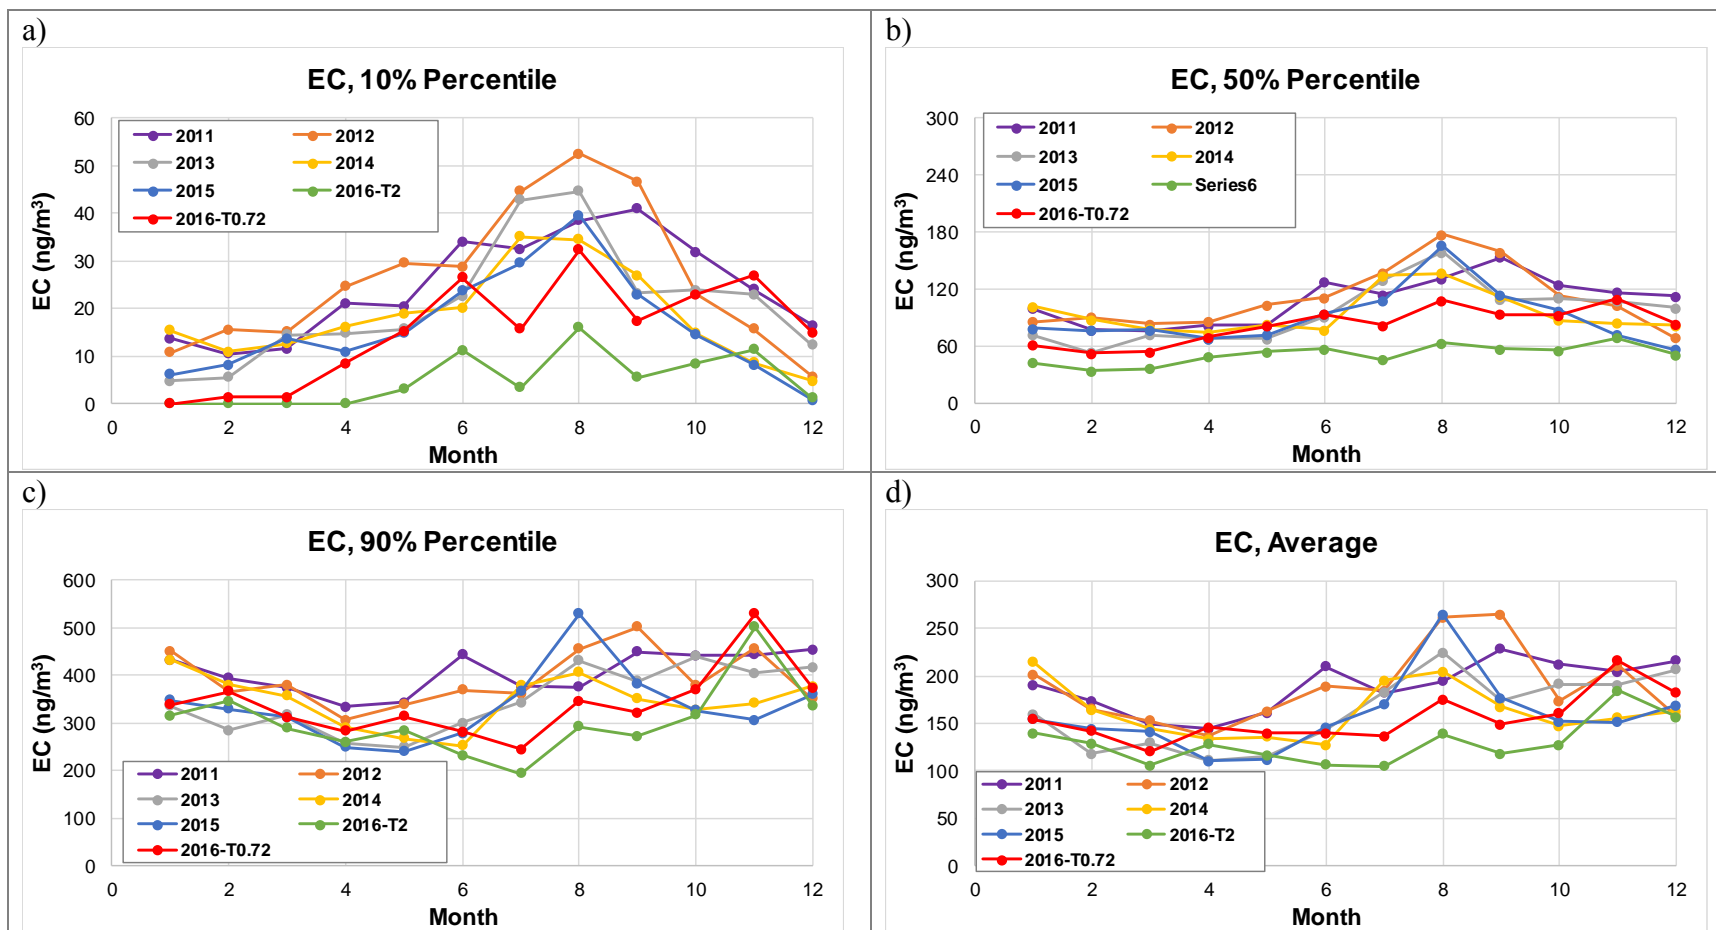 a)
EC, 10% Percentile
EC (ng/m³)
60
50
40
30
20
10
0
2011 2012
2013 2014
2015 2016-T2
2016-T0.72
0 2 4 6 8 10 12
Month
b)
EC, 50% Percentile
EC (ng/m³)
300
240
180
120
60
0
2011 2012
2013 2014
2015 Series6
2016-T0.72
0 2 4 6 8 10 12
Month
c)
EC, 90% Percentile
EC (ng/m³)
600
500
400
300
200
100
0
2011 2012
2013 2014
2015 2016-T2
2016-T0.72
0 2 4 6 8 10 12
Month
d)
EC, Average
EC (ng/m³)
300
250
200
150
100
50
0
2011 2012
2013 2014
2015 2016-T2
2016-T0.72
0 2 4 6 8 10 12
Month